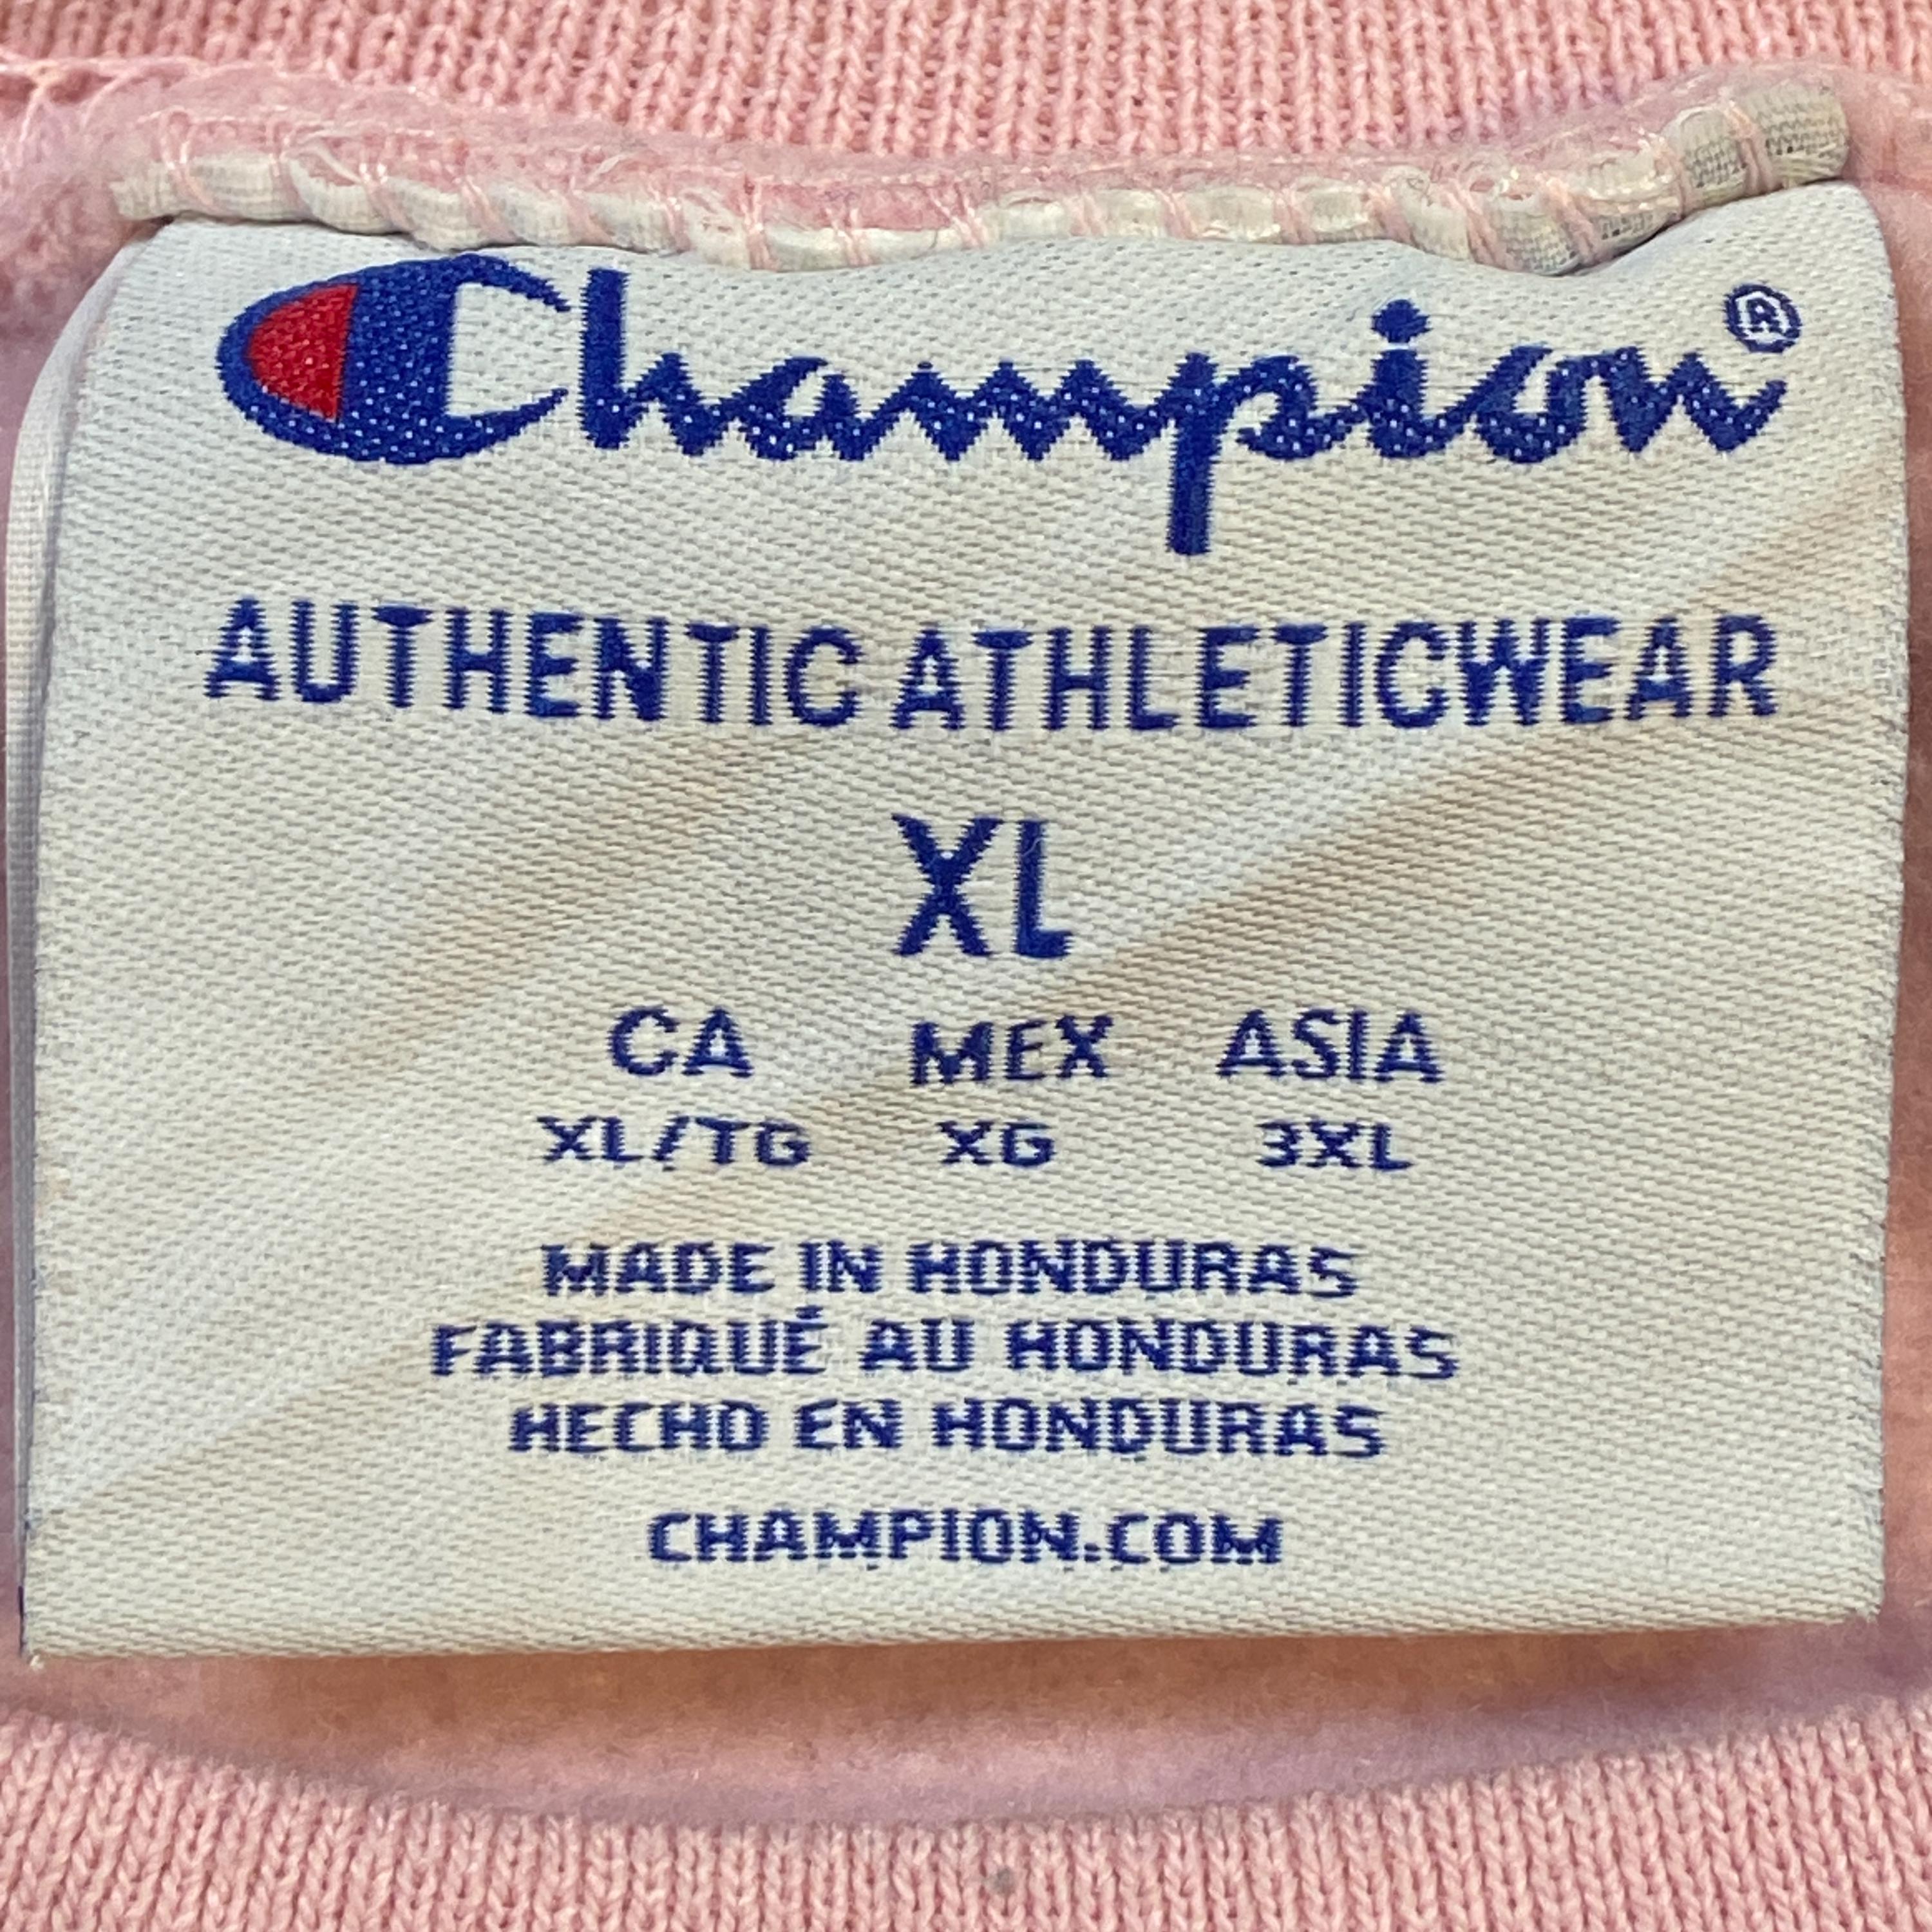 Champion®
AUTHENTIC ATHLETICWEAR
XL
CA MEX ASIA
XL/TG XG 3XL
MADE IN HONDURAS
FABRIQUÉ AU HONDURAS
HECHO EN HONDURAS
CHAMPION.COM